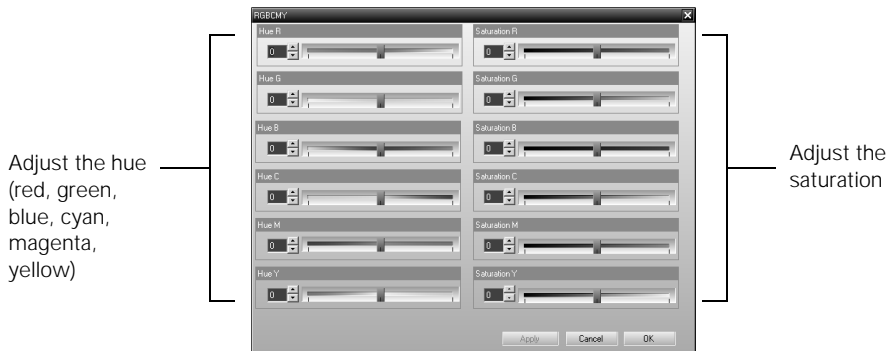 RGBCMY
Hue R
0
Saturation R
0
Hue G
0
Saturation G
0
Hue B
0
Saturation B
0
Hue C
0
Saturation C
0
Hue M
0
Saturation M
0
Hue Y
0
Saturation Y
0
Apply Cancel OK
Adjust the hue
(red, green,
blue, cyan,
magenta,
yellow)
Adjust the
saturation